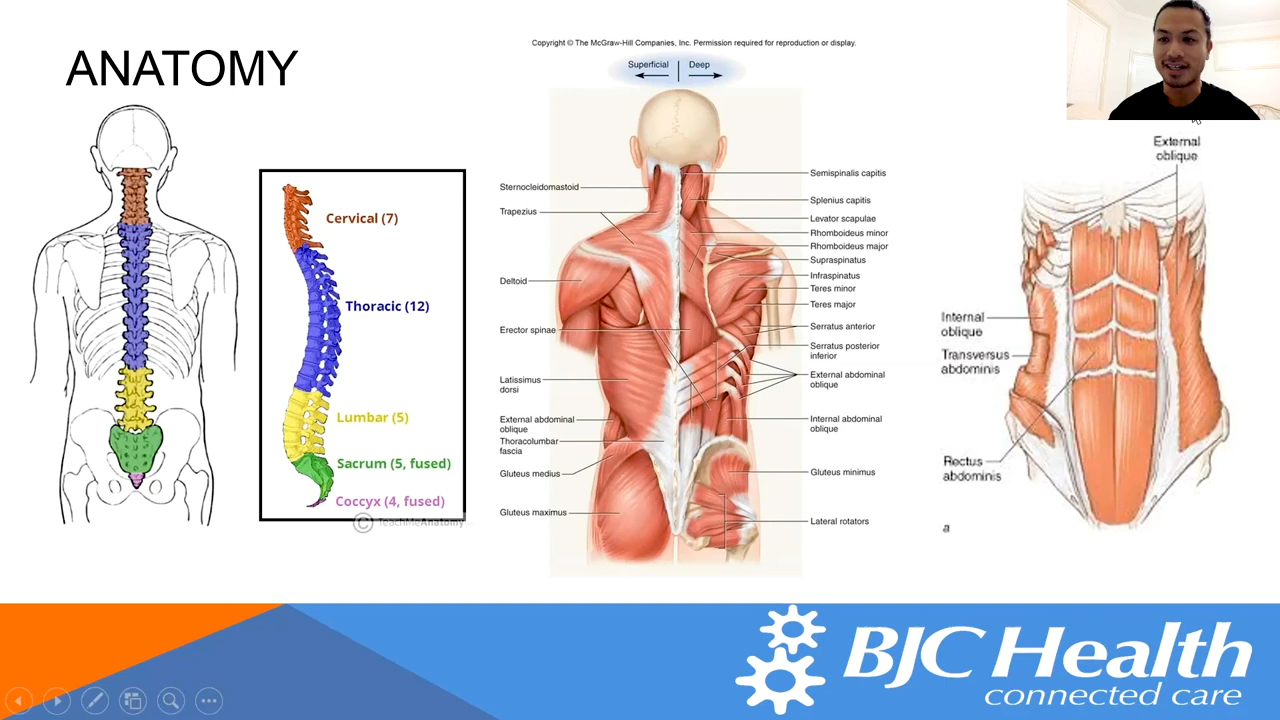 ANATOMY
Copyright © The McGraw-Hill Companies, Inc. Permission required for reproduction or display.
Superficial
Deep
Cervical (7)
Thoracic (12)
Lumbar (5)
Sacrum (5, fused)
Coccyx (4, fused)
© TeachMeAnatomy
Sternocleidomastoid
Trapezius
Deltoid
Erector spinae
Latissimus
dorsi
External abdominal
oblique
Thoracolumbar
fascia
Gluteus medius
Gluteus maximus
Semispinalis capitis
Splenius capitis
Levator scapulae
Rhomboideus minor
Rhomboideus major
Supraspinatus
Infraspinatus
Teres minor
Teres major
Serratus anterior
Serratus posterior
inferior
External abdominal
oblique
Internal abdominal
oblique
Gluteus minimus
Lateral rotators
External
oblique
Internal
oblique
Transversus
abdominis
Rectus
abdominis
a
BJC Health
connected care